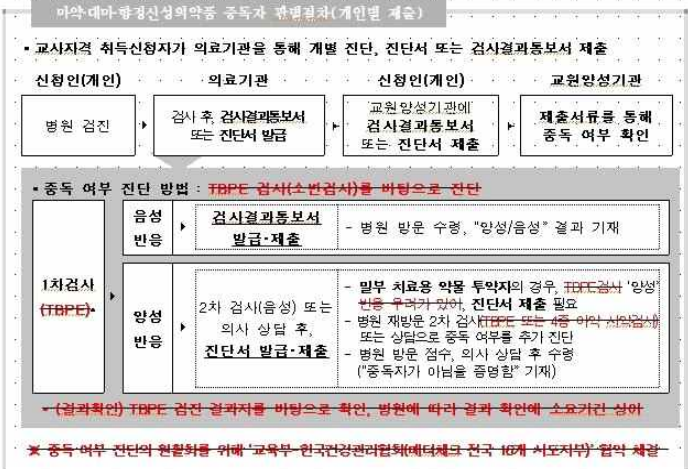 마약·대마·향정신성의약품 중독자 판별절차(개인별 제출)
▪ 교사자격 취득신청자가 의료기관을 통해 개별 진단, 진단서 또는 검사결과통보서 제출
신청인(개인) 의료기관 신청인(개인) 교원양성기관
병원 검진
검사 후, 검사결과통보서
또는 진단서 발급
교원양성기관에
검사결과통보서
또는 진단서 제출
제출서류를 통해
중독 여부 확인
▪ 중독 여부 진단 방법 : TBPE 검사(소변검사)를 바탕으로 진단
1차검사
(TBPE)
음성
반응
검사결과통보서
발급·제출
- 병원 방문 수령, "양성/음성" 결과 기재
양성
반응
2차 검사(음성) 또는
의사 상담 후,
진단서 발급·제출
- 일부 치료용 약물 투약자의 경우, TBPE검사 '양성'
반응 우려가 있어, 진단서 제출 필요
- 병원 재방문 2차 검사(TBPE 또는 4종 마약 시약검사)
또는 상담으로 중독 여부를 추가 진단
- 병원 방문 접수, 의사 상담 후 수령
("중독자가 아님을 증명함" 기재)
▪ (결과확인) TBPE 검진 결과지를 바탕으로 확인, 병원에 따라 결과 확인에 소요기간 상이
※ 중독 여부 진단의 원활화를 위해 '교육부-한국건강관리협회(메디체크 전국 16개 시도지부)' 협약 체결